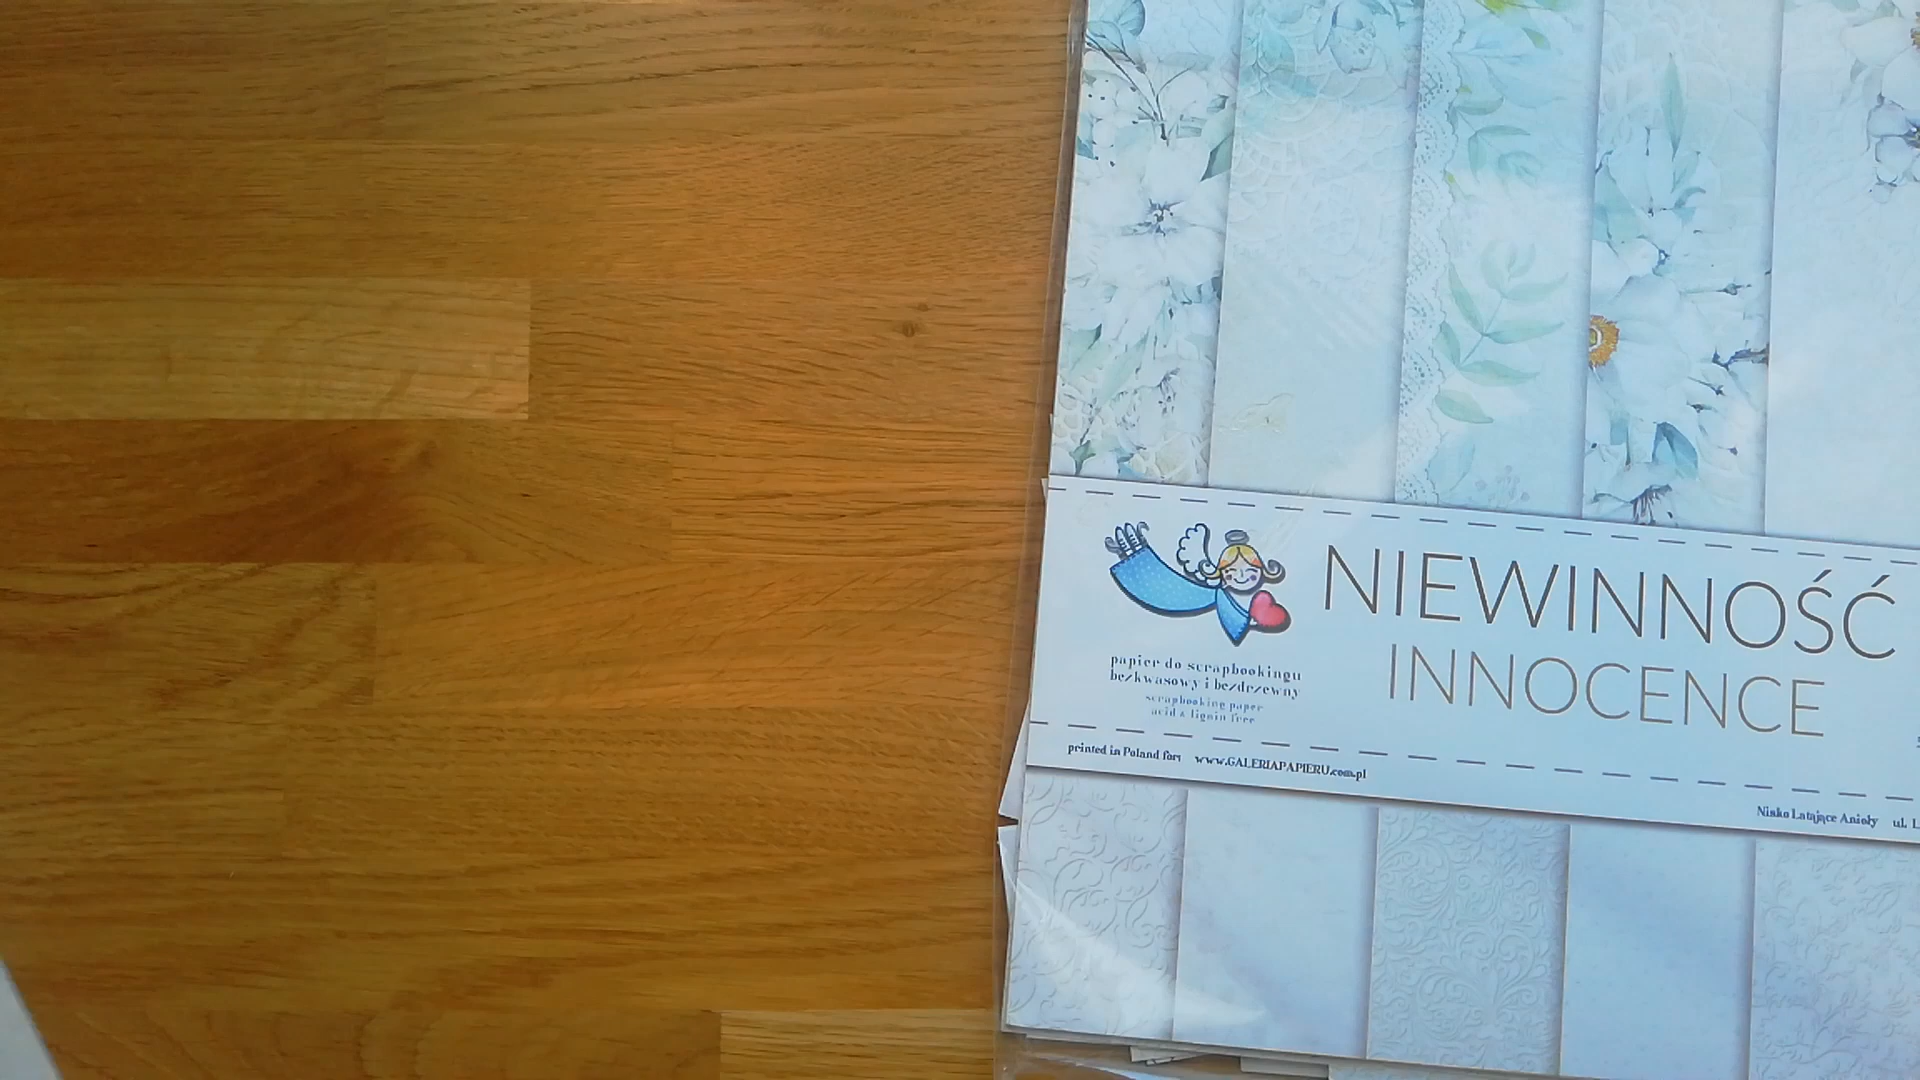 NIEWINNOŚĆ
INNOCENCE
papier do scrapbookingu
bezkwasowy i bezdrzewny
scrapbooking paper
acid & lignin free
printed in Poland for: www.GALERIAPAPIERU.com.pl
Nisko Latające Anioły ul. L